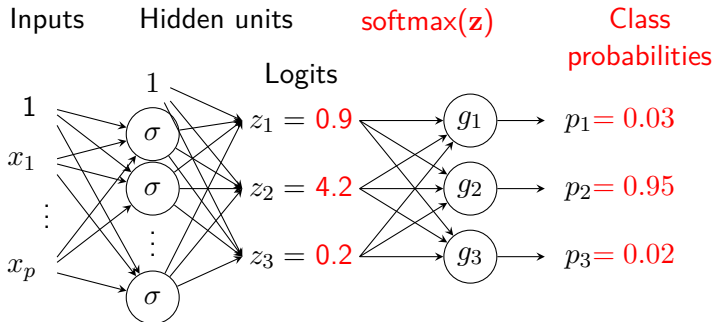 Inputs
Hidden units
softmax(z)
Class
probabilities
Logits
1
x₁
⋮
xₚ
1
σ
σ
⋮
σ
z₁ = 0.9
z₂ = 4.2
z₃ = 0.2
g₁
g₂
g₃
p₁ = 0.03
p₂ = 0.95
p₃ = 0.02